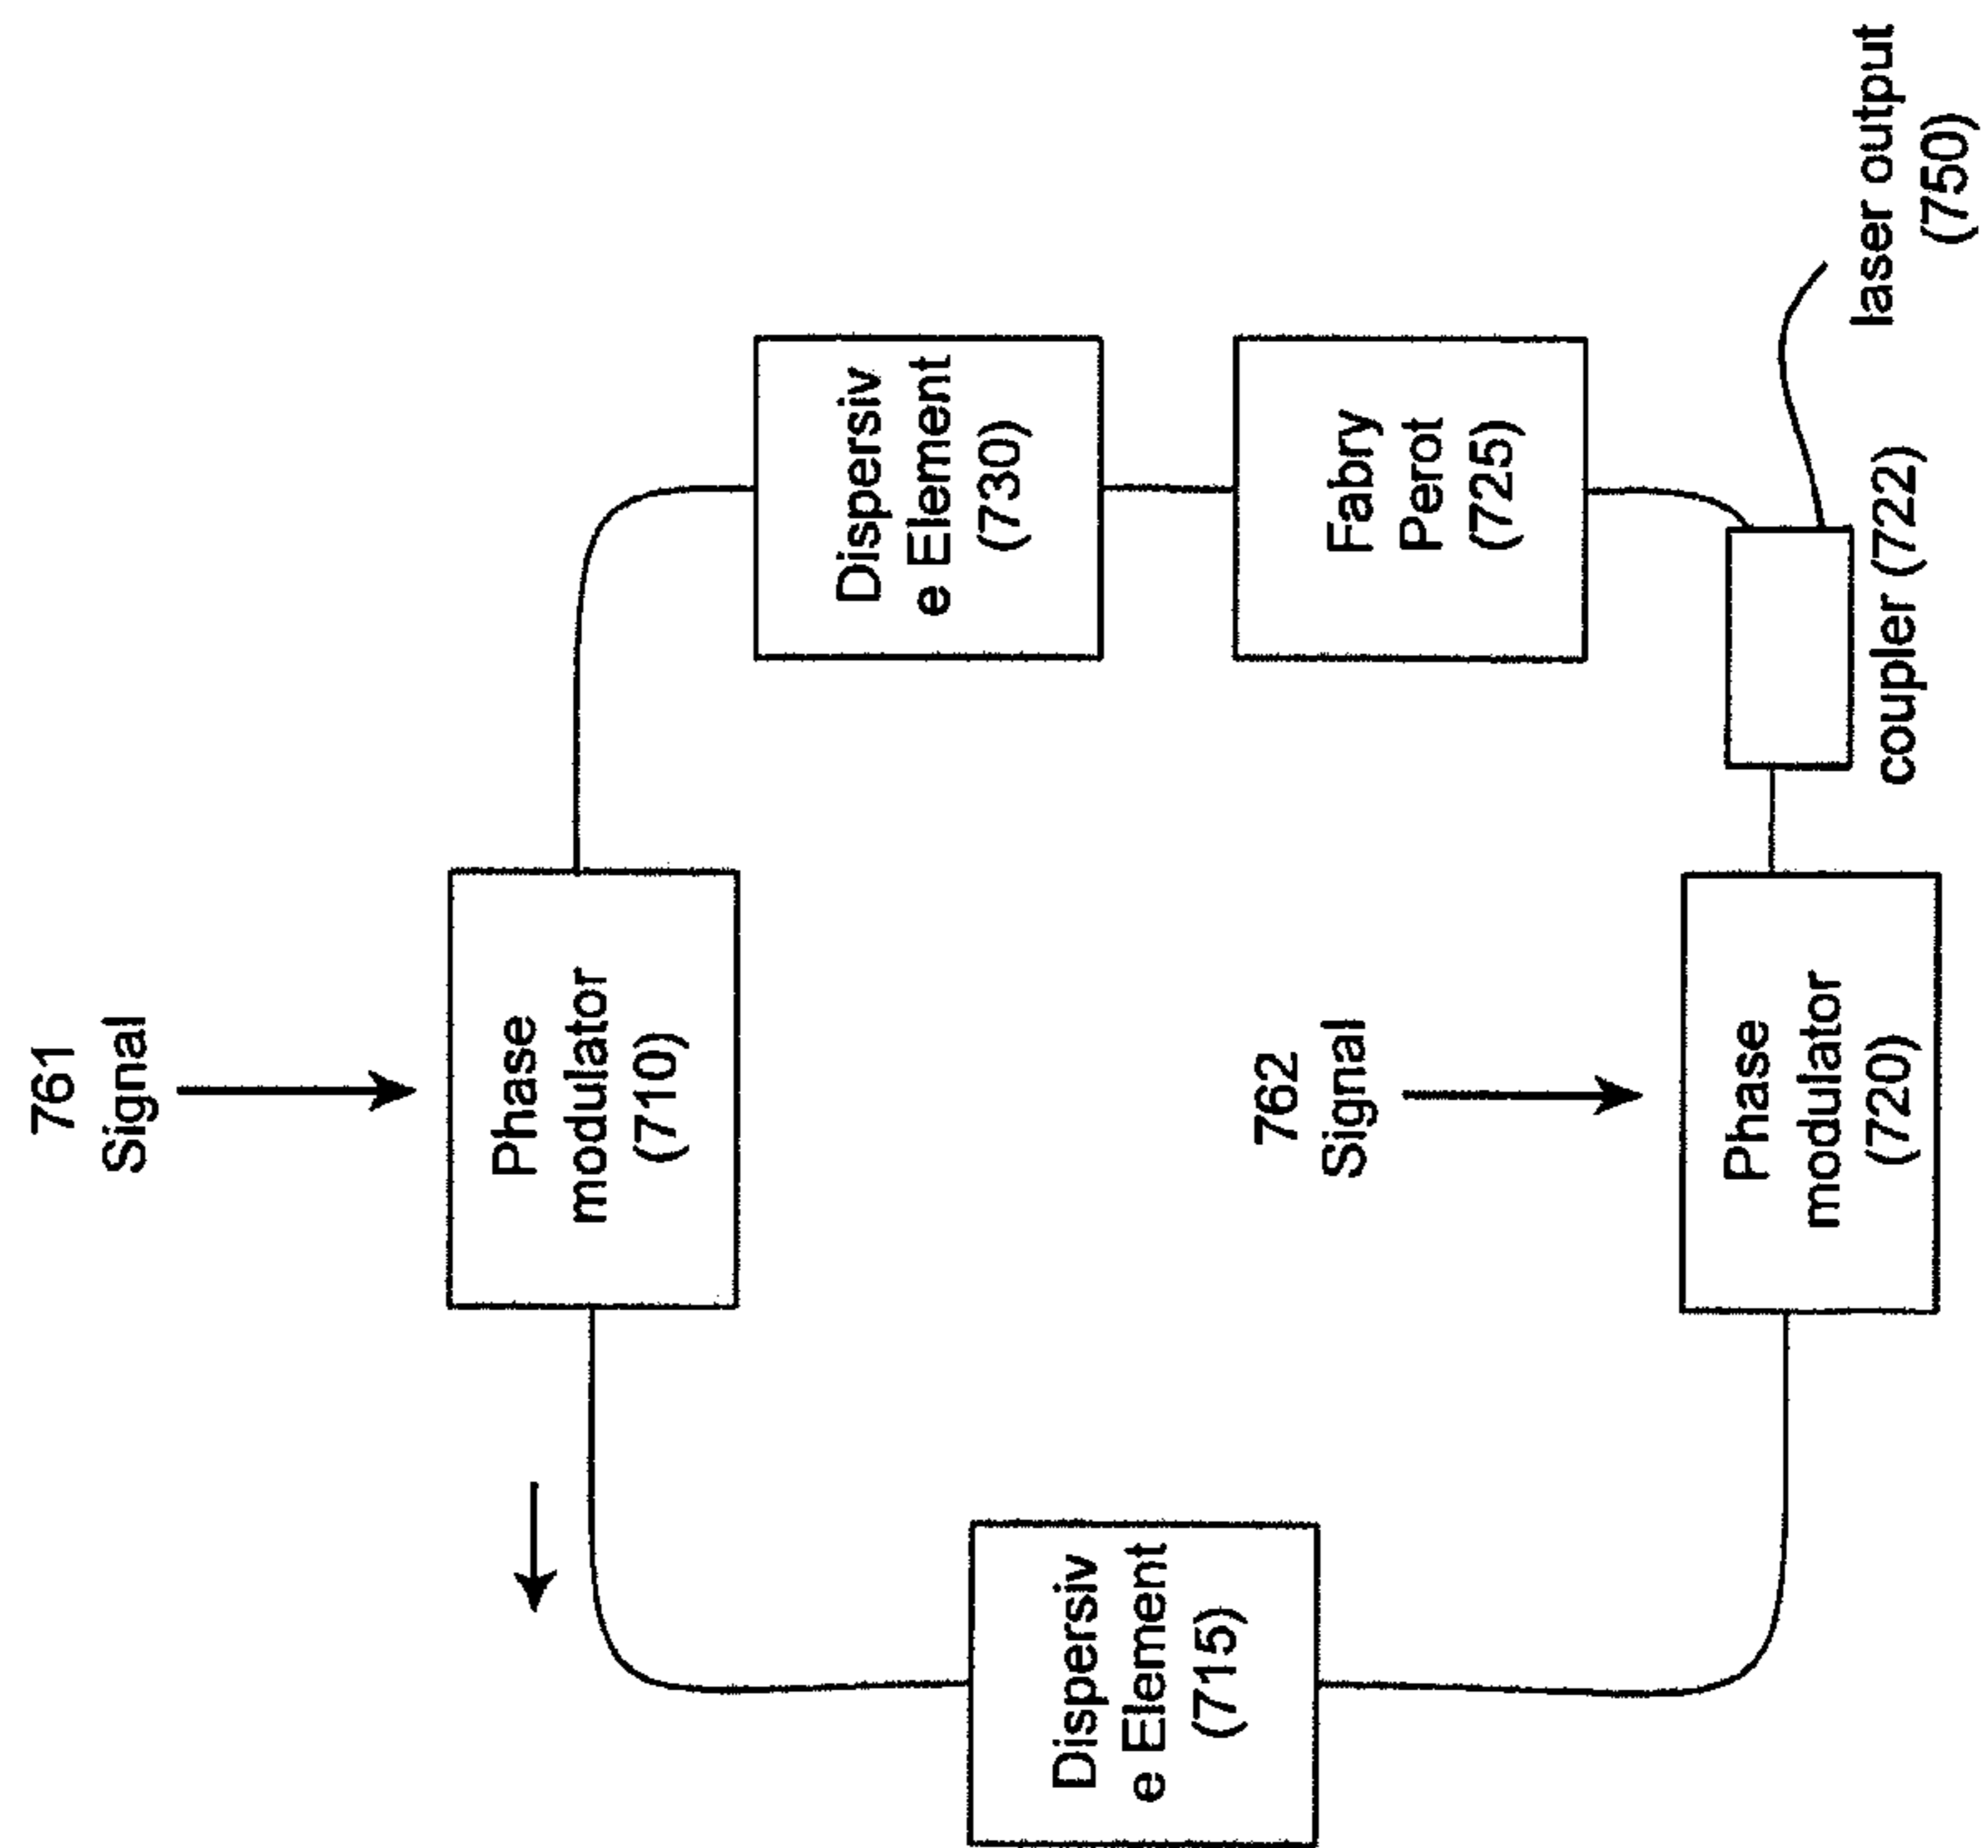 761
Signal
Phase
modulator
(710)
Dispersiv
e Element
(730)
Dispersiv
e Element
(715)
762
Signal
Fabry
Perot
(725)
Phase
modulator
(720)
coupler (722)
laser output
(750)